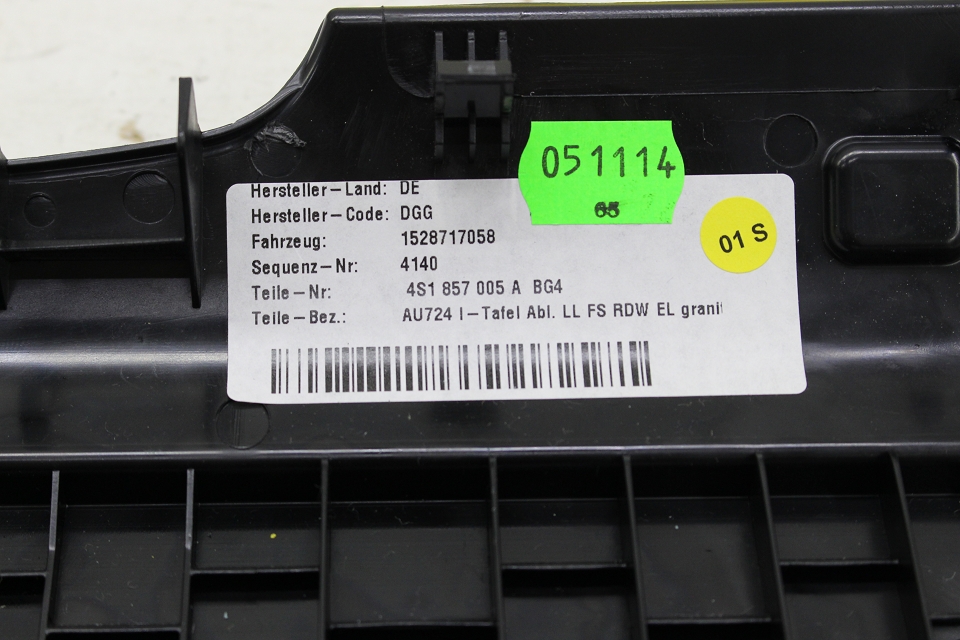 051114
65
Hersteller-Land: DE
Hersteller-Code: DGG
Fahrzeug: 1528717058
Sequenz-Nr: 4140
Teile-Nr: 4S1 857 005 A BG4
Teile-Bez.: AU724 I-Tafel Abl. LL FS RDW EL granit
01 S